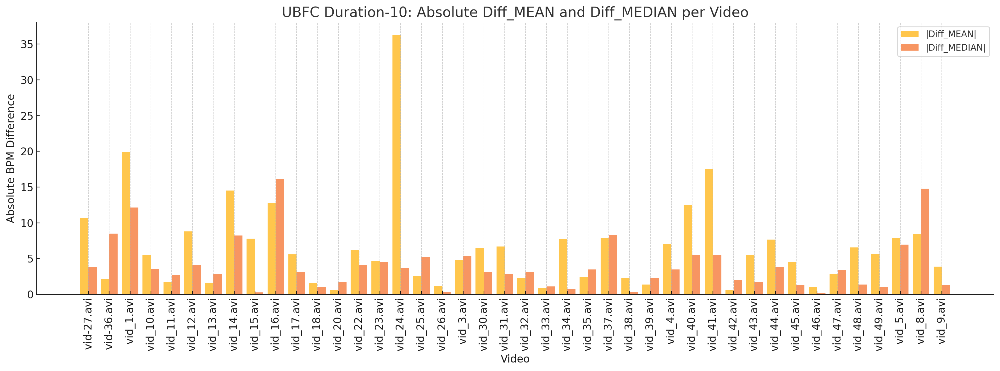 UBFC Duration-10: Absolute Diff_MEAN and Diff_MEDIAN per Video
|Diff_MEAN|
|Diff_MEDIAN|
Absolute BPM Difference
35
30
25
20
15
10
5
0
vid-27.avi
vid-36.avi
vid_1.avi
vid_10.avi
vid_11.avi
vid_12.avi
vid_13.avi
vid_14.avi
vid_15.avi
vid_16.avi
vid_17.avi
vid_18.avi
vid_20.avi
vid_22.avi
vid_23.avi
vid_24.avi
vid_25.avi
vid_26.avi
vid_3.avi
vid_30.avi
vid_31.avi
vid_32.avi
vid_33.avi
vid_34.avi
vid_35.avi
vid_37.avi
vid_38.avi
vid_39.avi
vid_4.avi
vid_40.avi
vid_41.avi
vid_42.avi
vid_43.avi
vid_44.avi
vid_45.avi
vid_46.avi
vid_47.avi
vid_48.avi
vid_49.avi
vid_5.avi
vid_8.avi
vid_9.avi
Video